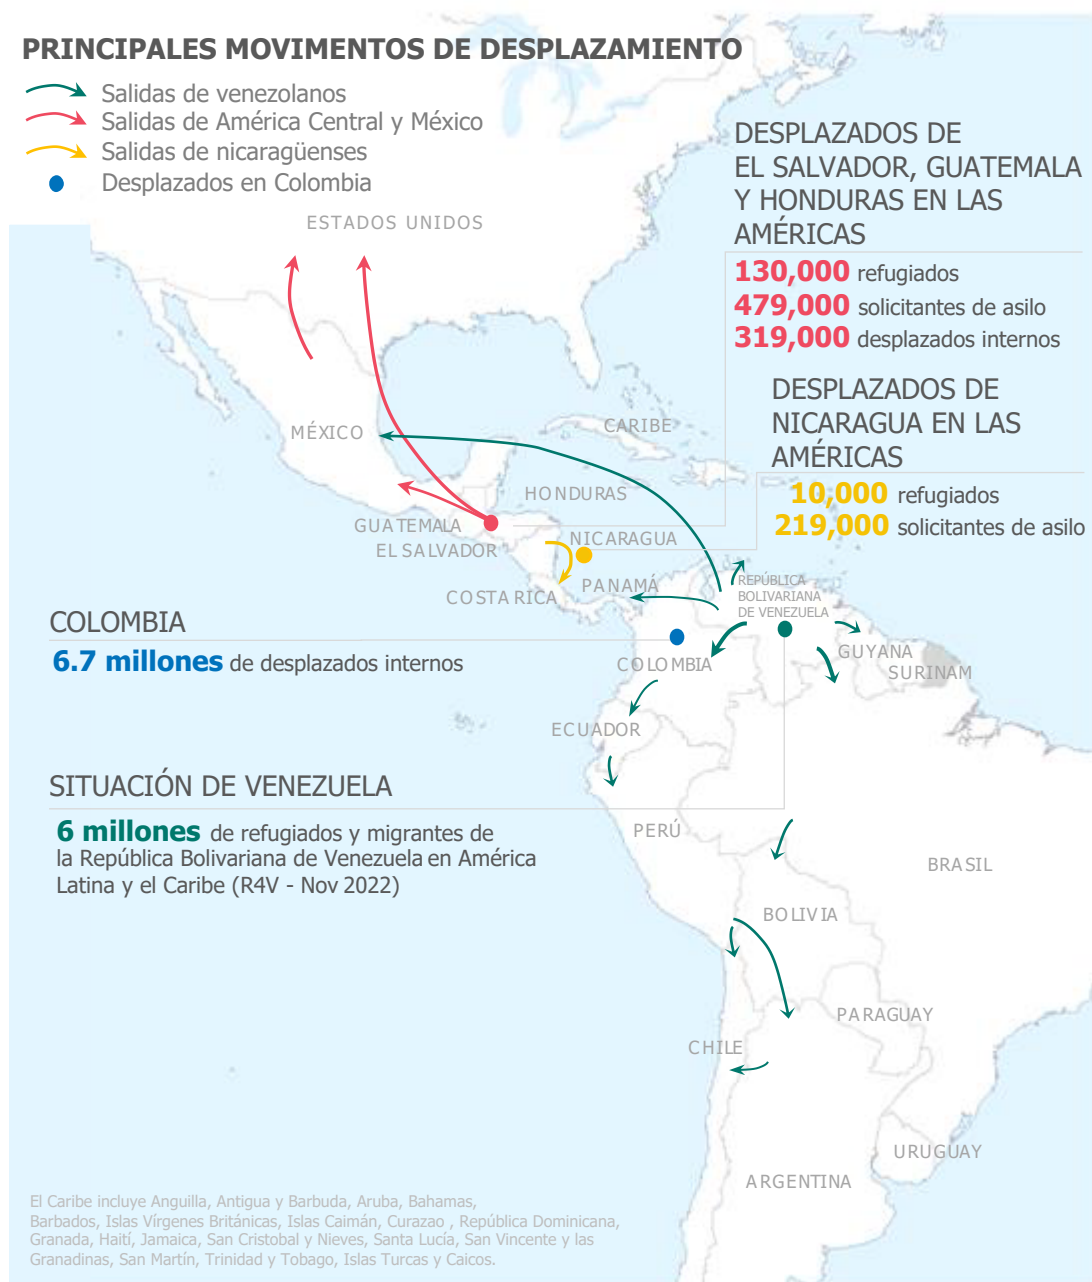 PRINCIPALES MOVIMENTOS DE DESPLAZAMIENTO
Salidas de venezolanos
Salidas de América Central y México
Salidas de nicaragüenses
Desplazados en Colombia
DESPLAZADOS DE
EL SALVADOR, GUATEMALA
Y HONDURAS EN LAS
AMÉRICAS
130,000 refugiados
479,000 solicitantes de asilo
319,000 desplazados internos
ESTADOS UNIDOS
DESPLAZADOS DE
NICARAGUA EN LAS
AMÉRICAS
10,000 refugiados
219,000 solicitantes de asilo
MÉXICO
CARIBE
HONDURAS
GUATEMALA
EL SALVADOR
NICARAGUA
COSTA RICA
PANAMÁ
REPÚBLICA
BOLIVARIANA
DE VENEZUELA
COLOMBIA
6.7 millones de desplazados internos
COLOMBIA
GUYANA
SURINAM
ECUADOR
SITUACIÓN DE VENEZUELA
6 millones de refugiados y migrantes de
la República Bolivariana de Venezuela en América
Latina y el Caribe (R4V - Nov 2022)
PERÚ
BRASIL
BOLIVIA
PARAGUAY
CHILE
URUGUAY
ARGENTINA
El Caribe incluye Anguilla, Antigua y Barbuda, Aruba, Bahamas,
Barbados, Islas Vírgenes Británicas, Islas Caimán, Curazao , República Dominicana,
Granada, Haití, Jamaica, San Cristobal y Nieves, Santa Lucía, San Vincente y las
Granadinas, San Martín, Trinidad y Tobago, Islas Turcas y Caicos.